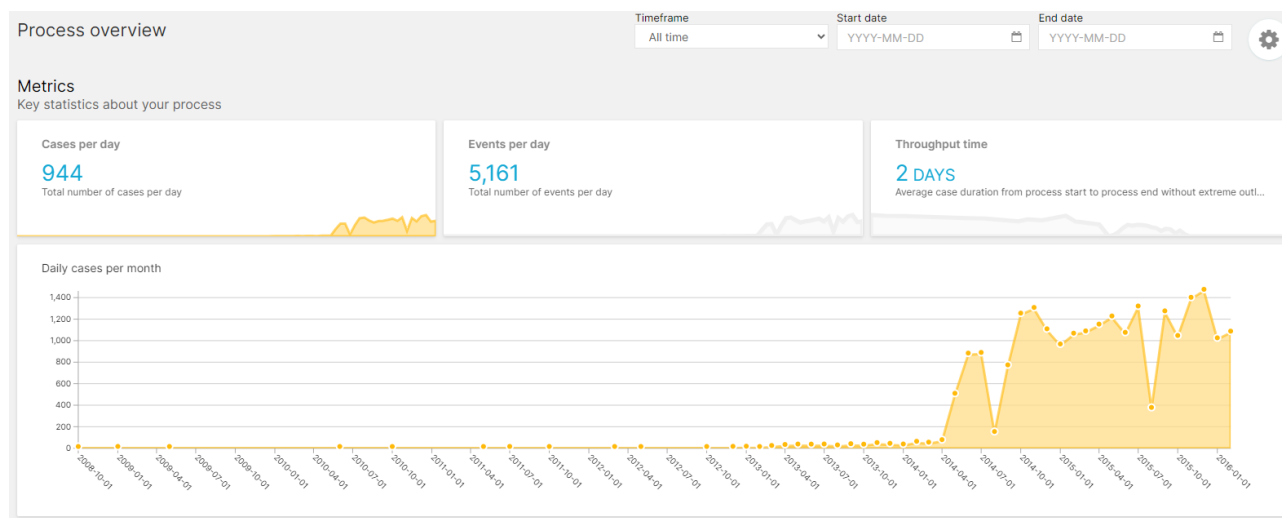 Process overview
Timeframe
All time
Start date
YYYY-MM-DD
End date
YYYY-MM-DD
Metrics
Key statistics about your process
Cases per day
944
Total number of cases per day
Events per day
5,161
Total number of events per day
Throughput time
2 DAYS
Average case duration from process start to process end without extreme outl...
Daily cases per month
1,400
1,200
1,000
800
600
400
200
0
2008-10-01
2009-01-01
2009-04-01
2009-07-01
2009-10-01
2010-01-01
2010-04-01
2010-07-01
2010-10-01
2011-01-01
2011-04-01
2011-07-01
2011-10-01
2012-01-01
2012-04-01
2012-07-01
2012-10-01
2013-01-01
2013-04-01
2013-07-01
2013-10-01
2014-01-01
2014-04-01
2014-07-01
2014-10-01
2015-01-01
2015-04-01
2015-07-01
2015-10-01
2016-01-01